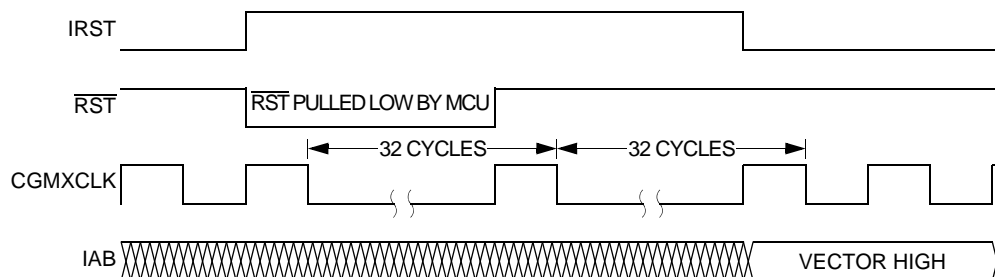 IRST
RST
RST PULLED LOW BY MCU
32 CYCLES 32 CYCLES
CGMXCLK
IAB
VECTOR HIGH